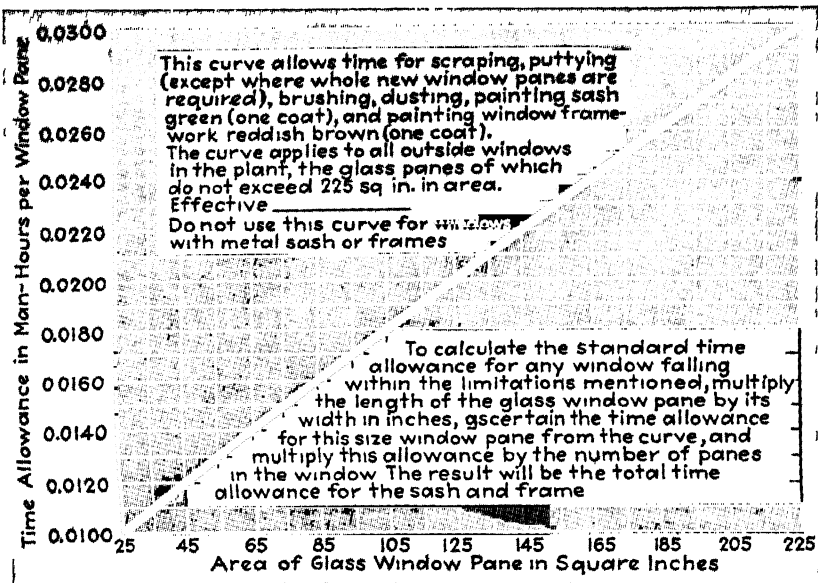 Time Allowance in Man-Hours per Window Pane
0.0300
0.0280
0.0260
0.0240
0.0220
0.0200
0.0180
0.0160
0.0140
0.0120
0.0100
This curve allows time for scraping, puttying
(except where whole new window panes are
required), brushing, dusting, painting sash
green (one coat), and painting window frame-
work reddish brown (one coat).
The curve applies to all outside windows
in the plant, the glass panes of which
do not exceed 225 sq in. in area.
Effective
Do not use this curve for windows
with metal sash or frames
To calculate the standard time
allowance for any window falling
within the limitations mentioned, multiply
the length of the glass window pane by its
width in inches, gscertain the time allowance
for this size window pane from the curve, and
multiply this allowance by the number of panes
in the window The result will be the total time
allowance for the sash and frame
25 45 65 85 105 125 145 165 185 205 225
Area of Glass Window Pane in Square Inches